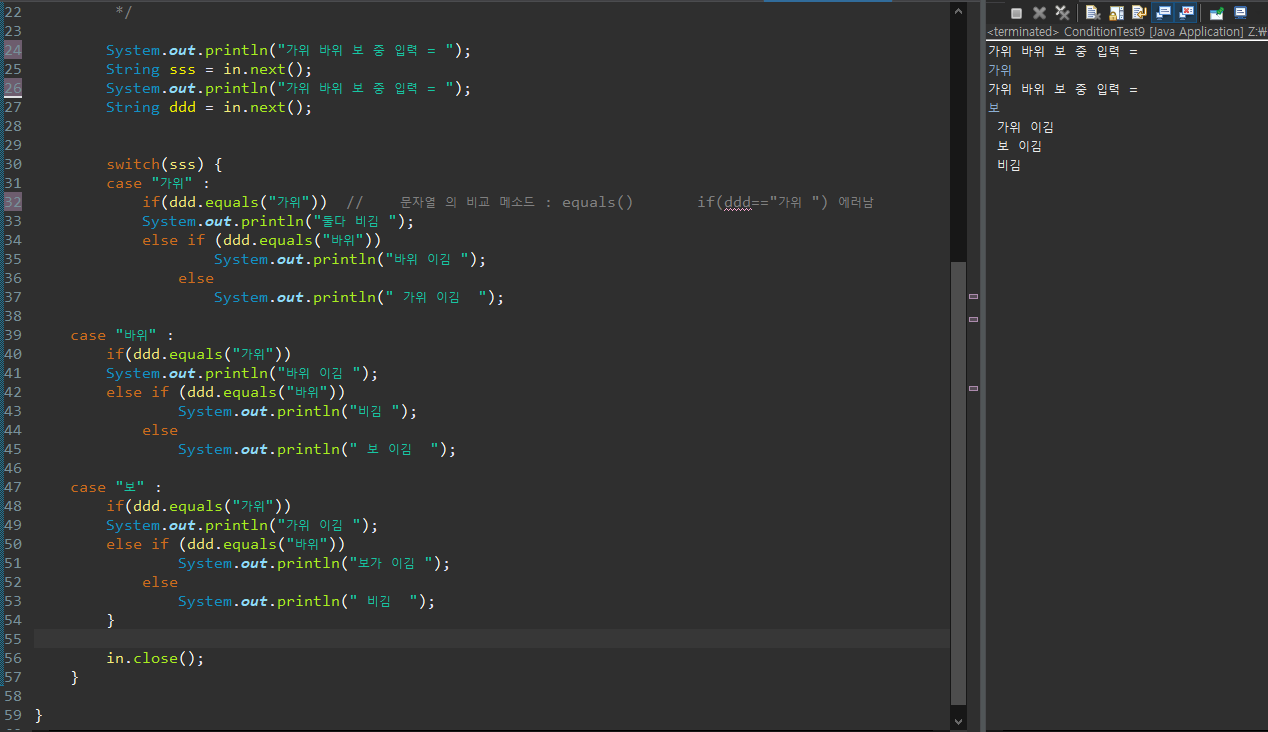 22 */
23
24 System.out.println("가위 바위 보 중 입력 = ");
25 String sss = in.next();
26 System.out.println("가위 바위 보 중 입력 = ");
27 String ddd = in.next();
28
29
30 switch(sss) {
31 case "가위" :
32 if(ddd.equals("가위")) // 문자열 의 비교 메소드 : equals() if(ddd=="가위 ") 에러남
33 System.out.println("둘다 비김 ");
34 else if (ddd.equals("바위"))
35 System.out.println("바위 이김 ");
36 else
37 System.out.println(" 가위 이김  ");
38
39 case "바위" :
40 if(ddd.equals("가위"))
41 System.out.println("바위 이김 ");
42 else if (ddd.equals("바위"))
43 System.out.println("비김 ");
44 else
45 System.out.println(" 보 이김  ");
46
47 case "보" :
48 if(ddd.equals("가위"))
49 System.out.println("가위 이김 ");
50 else if (ddd.equals("바위"))
51 System.out.println("보가 이김 ");
52 else
53 System.out.println(" 비김  ");
54 }
55
56 in.close();
57 }
58
59 }
<terminated> ConditionTest9 [Java Application] Z:₩
가위 바위 보 중 입력 =
가위
가위 바위 보 중 입력 =
보
가위 이김
보 이김
비김